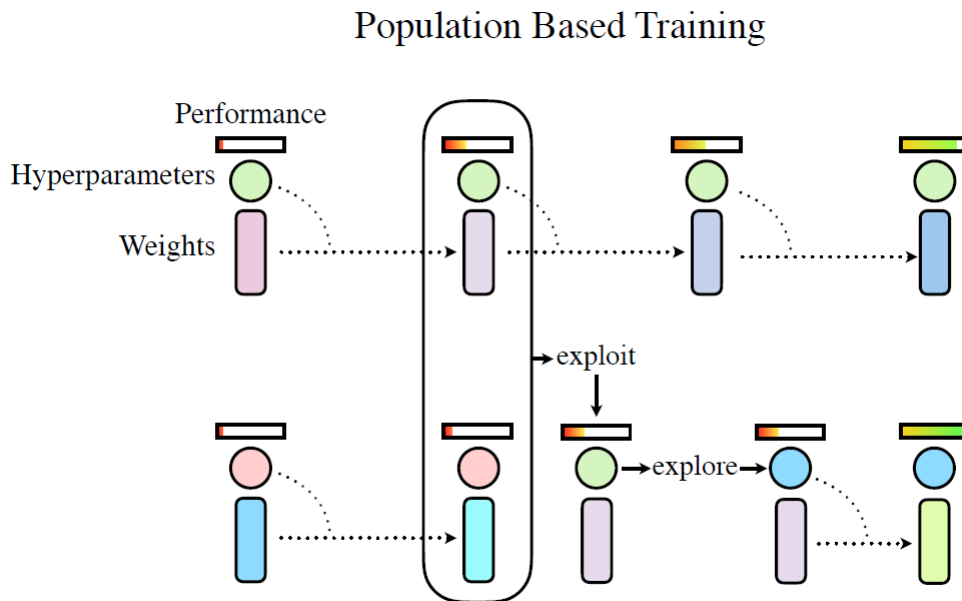 Population Based Training
Performance
Hyperparameters
Weights
exploit
explore